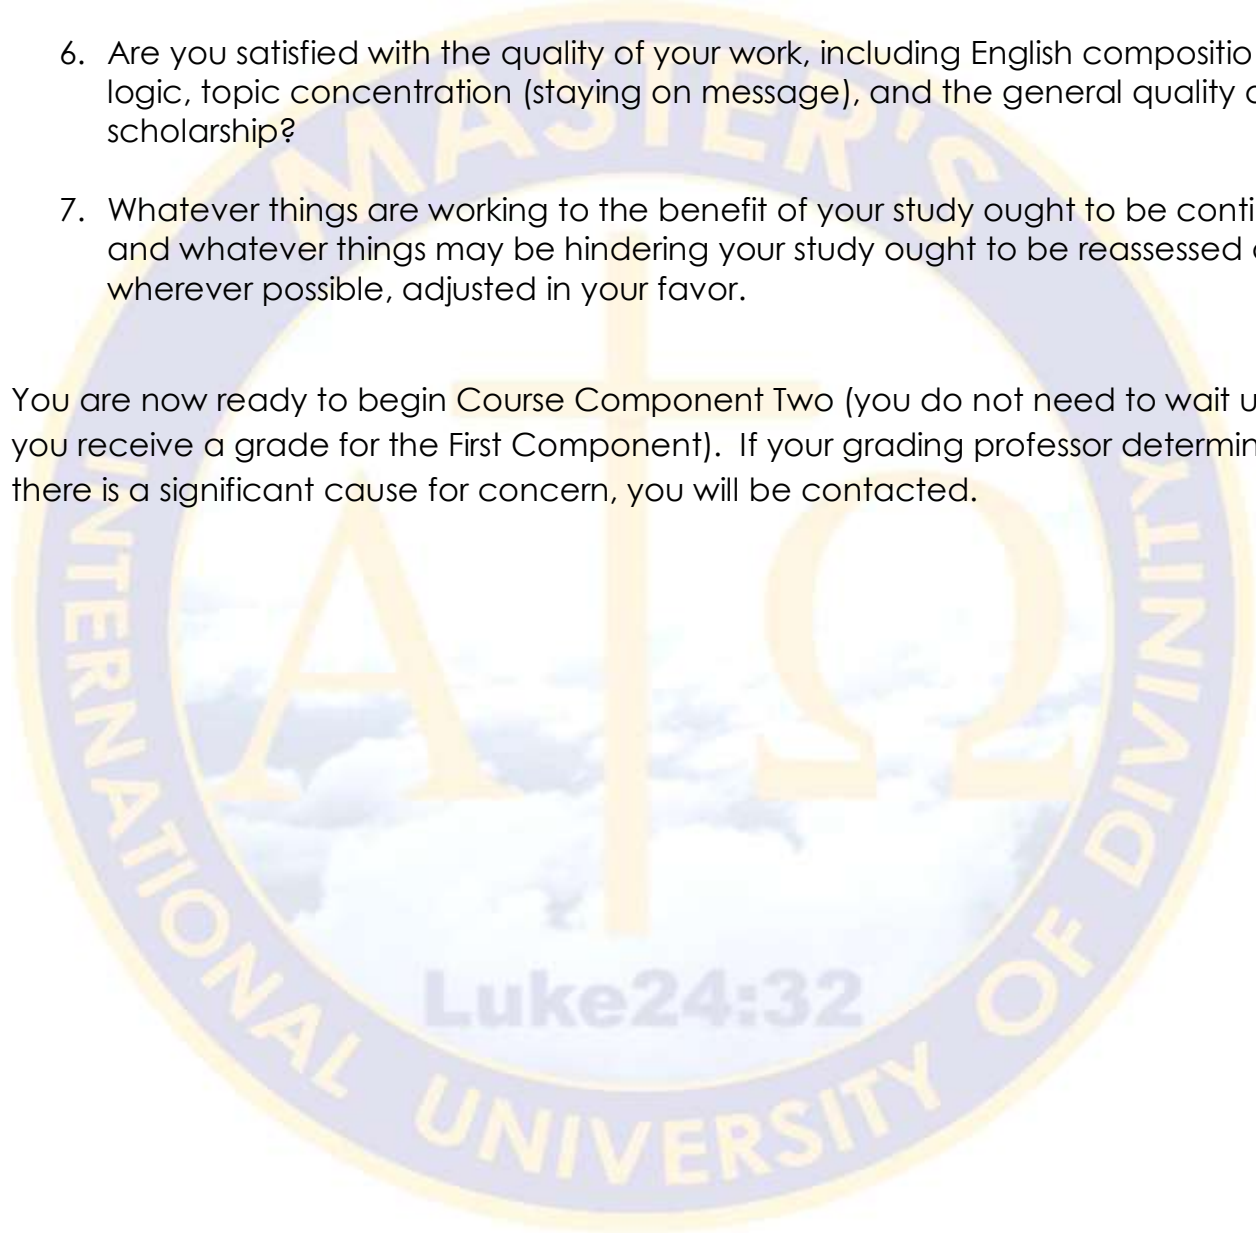 6. Are you satisfied with the quality of your work, including English compositio
logic, topic concentration (staying on message), and the general quality
scholarship?
7. Whatever things are working to the benefit of your study ought to be conti
and whatever things may be hindering your study ought to be reassessed
wherever possible, adjusted in your favor.
You are now ready to begin Course Component Two (you do not need to wait u
you receive a grade for the First Component). If your grading professor determin
there is a significant cause for concern, you will be contacted.
MASTER'S
INTERNATIONAL UNIVERSITY OF DIVINITY
Α Ω
Luke24:32